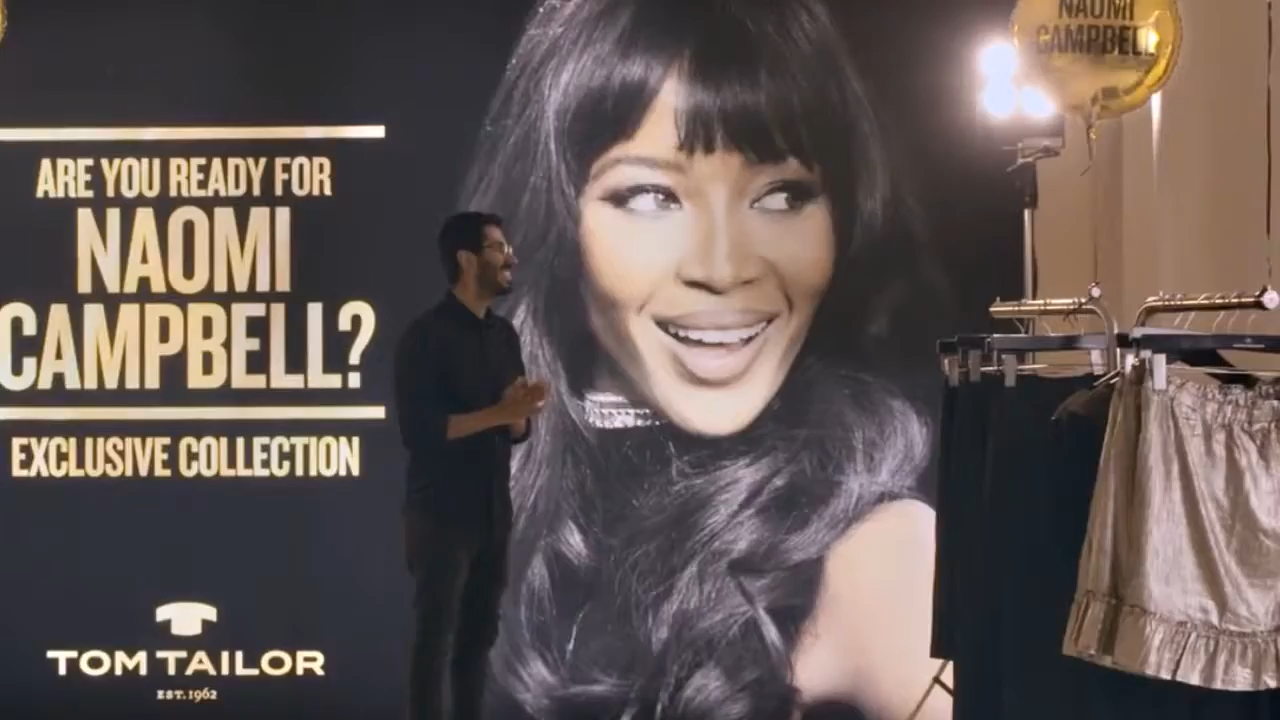 ARE YOU READY FOR
NAOMI
CAMPBELL?
EXCLUSIVE COLLECTION
TOM TAILOR
EST. 1962
NAOMI
CAMPBELL